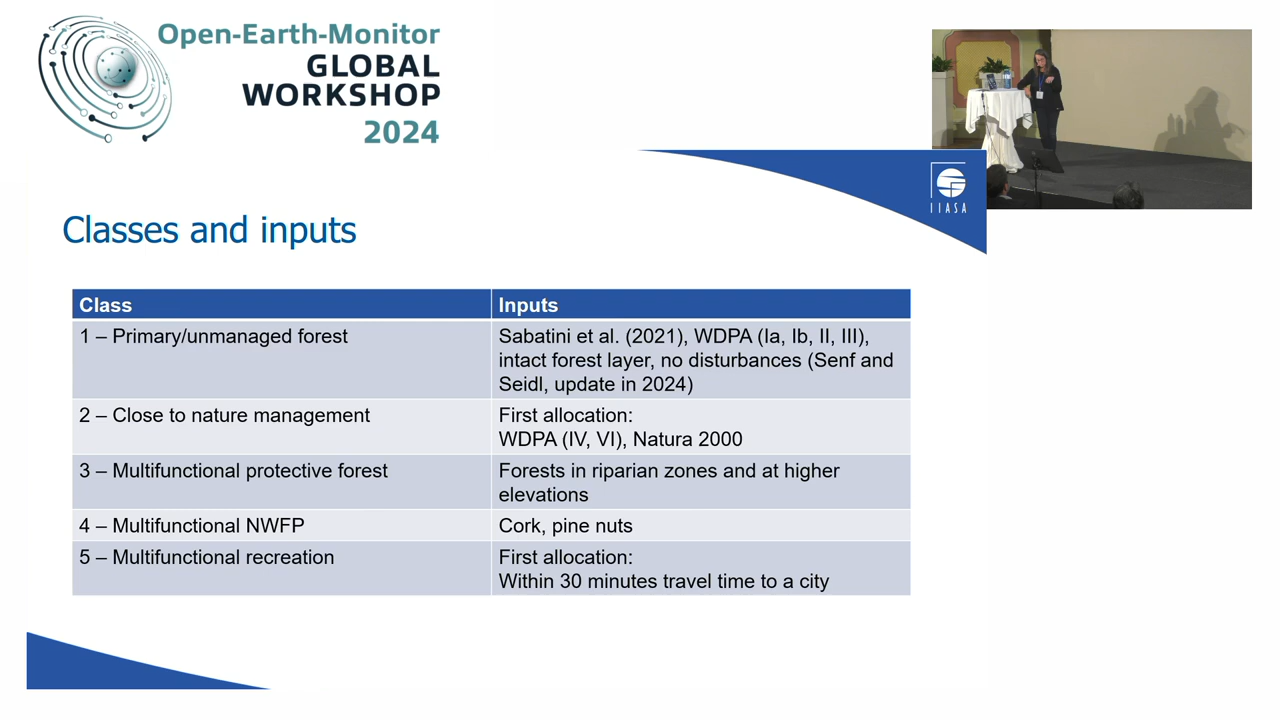 Open-Earth-Monitor
GLOBAL
WORKSHOP
2024
IIASA
Classes and inputs
Class
Inputs
1 – Primary/unmanaged forest
Sabatini et al. (2021), WDPA (Ia, Ib, II, III),
intact forest layer, no disturbances (Senf and
Seidl, update in 2024)
2 – Close to nature management
First allocation:
WDPA (IV, VI), Natura 2000
3 – Multifunctional protective forest
Forests in riparian zones and at higher
elevations
4 – Multifunctional NWFP
Cork, pine nuts
5 – Multifunctional recreation
First allocation:
Within 30 minutes travel time to a city